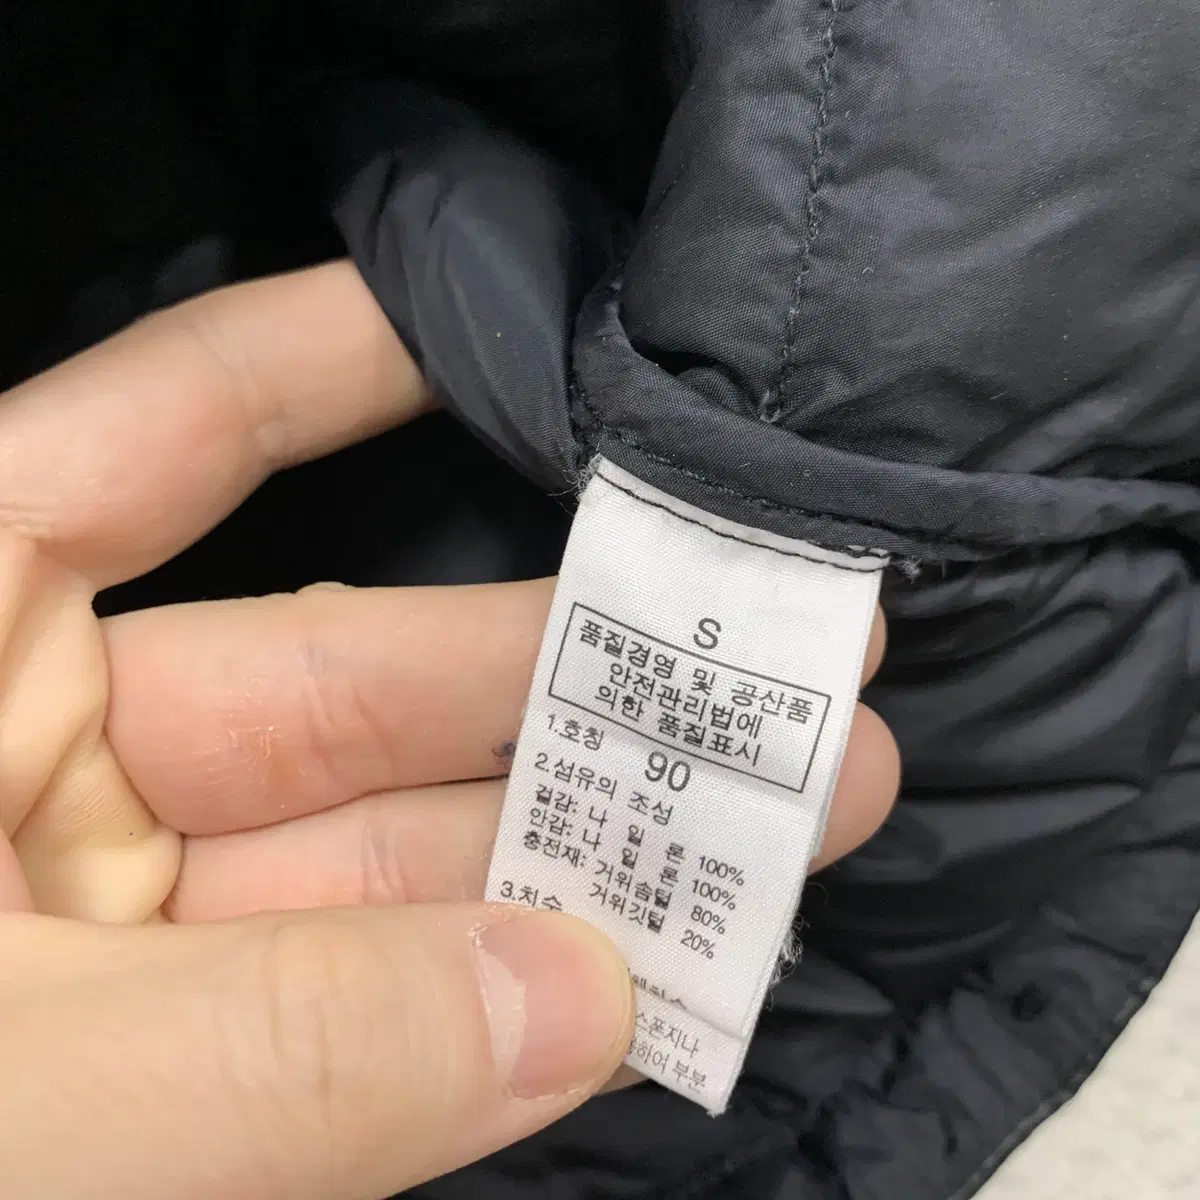 S
품질경영 및 공산품
안전관리법에
의한 품질표시
1.호칭 90
2.섬유의 조성
겉감: 나 일 론 100%
안감: 나 일 론 100%
충전재: 거위솜털 80%
거위깃털 20%
3.치수
스폰지나
하여 부분